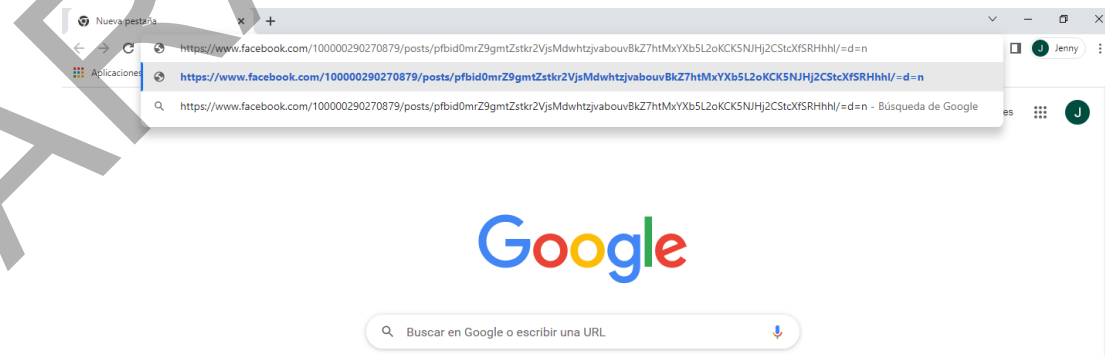 Nueva pestaña
https://www.facebook.com/100000290270879/posts/pfbid0mrZ9gmtZstkr2VjsMdwhtzjvabouvBkZ7htMxYXb5L2oKCK5NJHj2CStcXfSRHhhl/=d=n
Jenny
Aplicaciones
https://www.facebook.com/100000290270879/posts/pfbid0mrZ9gmtZstkr2VjsMdwhtzjvabouvBkZ7htMxYXb5L2oKCK5NJHj2CStcXfSRHhhl/=d=n
https://www.facebook.com/100000290270879/posts/pfbid0mrZ9gmtZstkr2VjsMdwhtzjvabouvBkZ7htMxYXb5L2oKCK5NJHj2CStcXfSRHhhl/=d=n - Búsqueda de Google
es
J
Google
Buscar en Google o escribir una URL